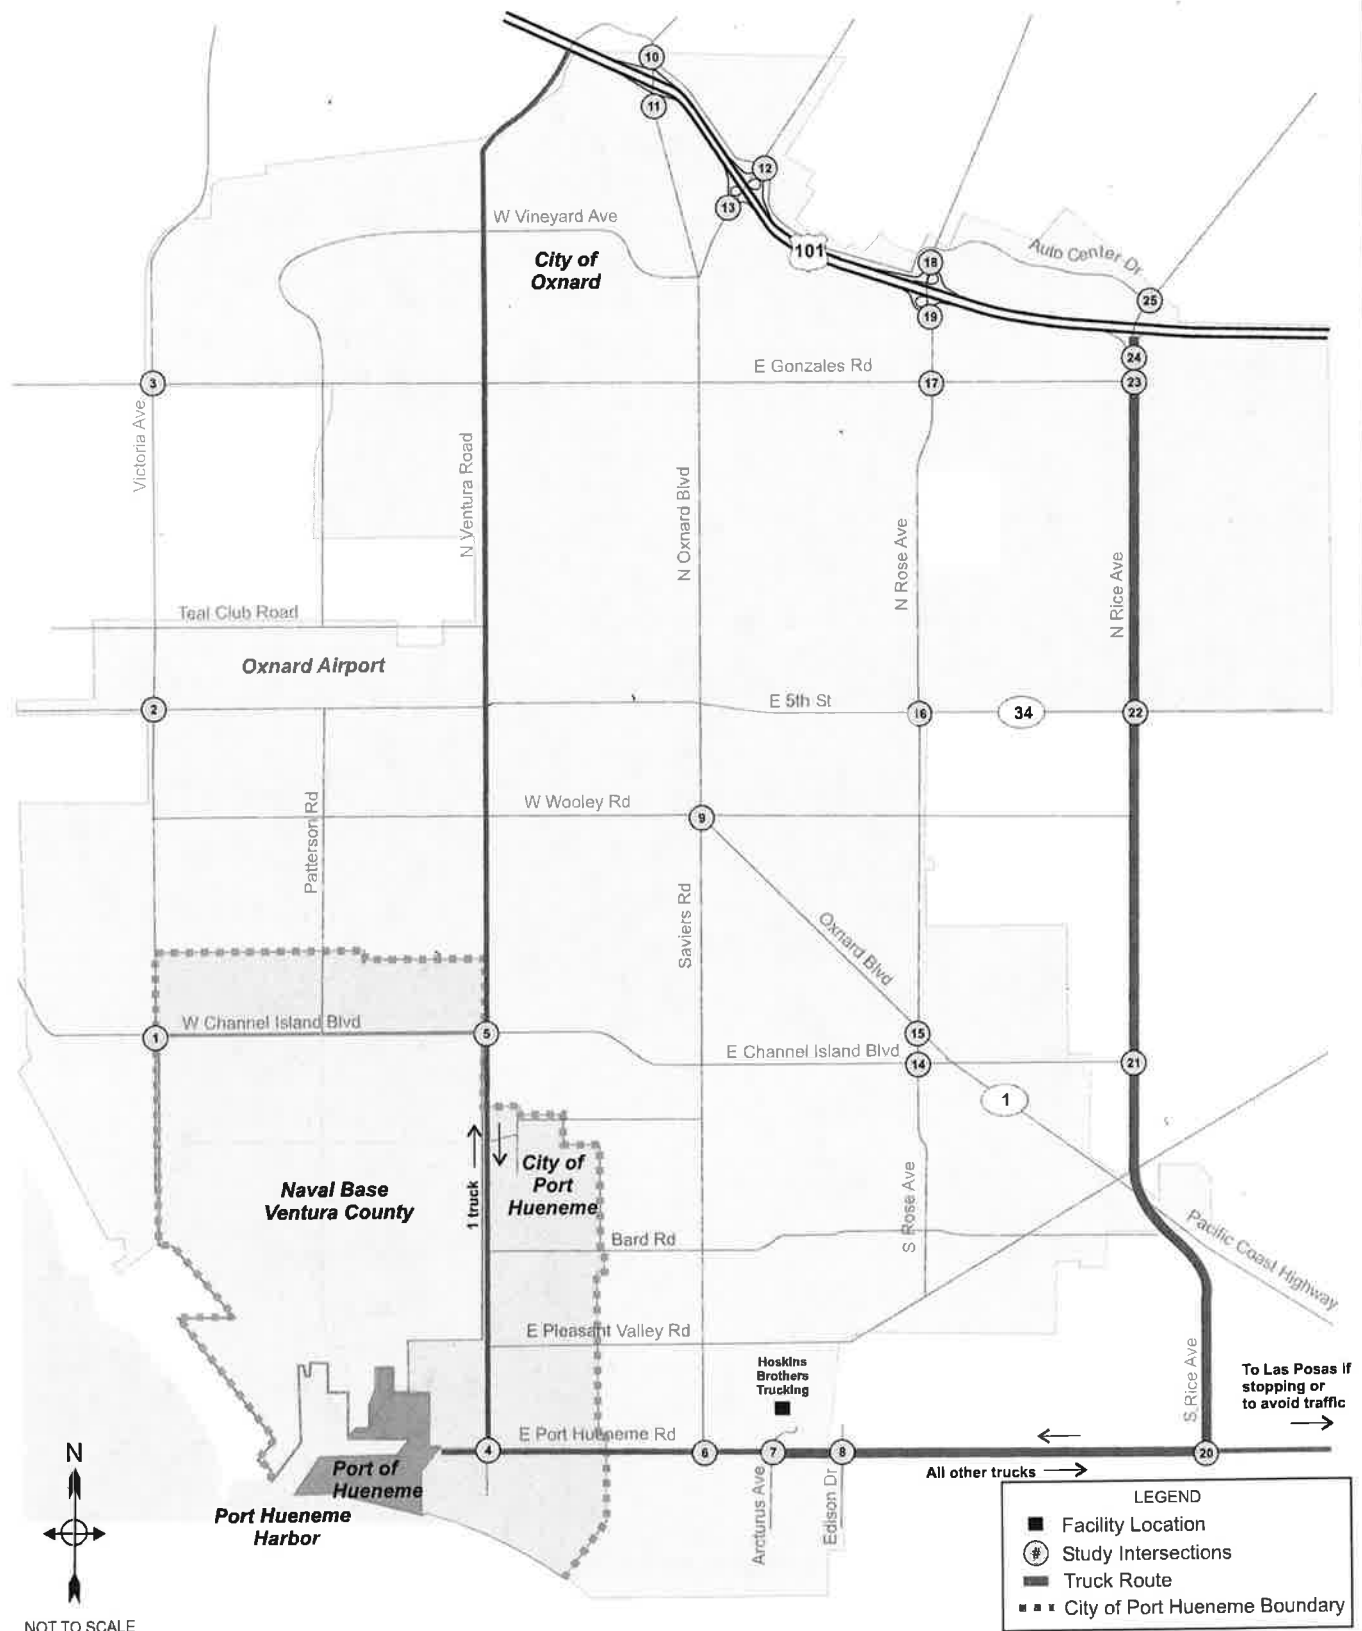 10
11
12
13
W Vineyard Ave
City of
Oxnard
101
18
Auto Center Dr
25
19
24
E Gonzales Rd
3
17
23
Victoria Ave
N Ventura Road
N Oxnard Blvd
N Rose Ave
N Rice Ave
Teal Club Road
Oxnard Airport
2
E 5th St
16
34
22
Patterson Rd
W Wooley Rd
9
Saviers Rd
Oxnard Blvd
W Channel Island Blvd
1
5
15
E Channel Island Blvd
14
21
1
1 truck
City of
Port
Hueneme
Naval Base
Ventura County
S Rose Ave
Bard Rd
Pacific Coast Highway
E Pleasant Valley Rd
Hoskins
Brothers
Trucking
S Rice Ave
To Las Posas if
stopping or
to avoid traffic
E Port Hueneme Rd
4
6
7
8
20
All other trucks
Port of
Hueneme
Port Hueneme
Harbor
Arcturus Ave
Edison Dr
N
NOT TO SCALE
LEGEND
Facility Location
# Study Intersections
Truck Route
City of Port Hueneme Boundary